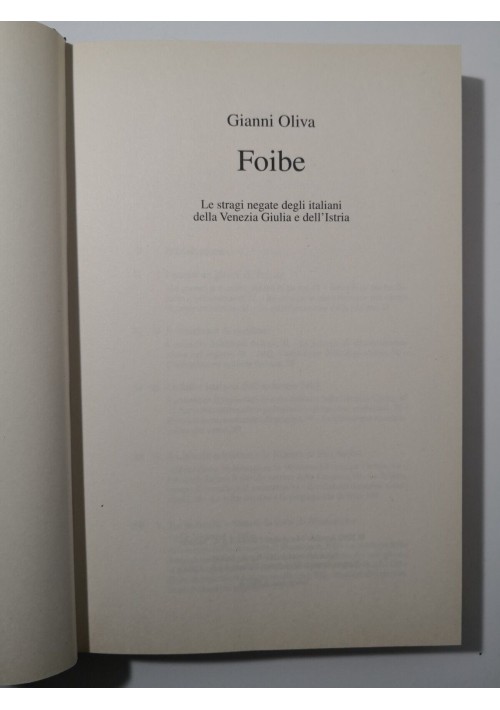 Gianni Oliva
Foibe
Le stragi negate degli italiani
della Venezia Giulia e dell'Istria